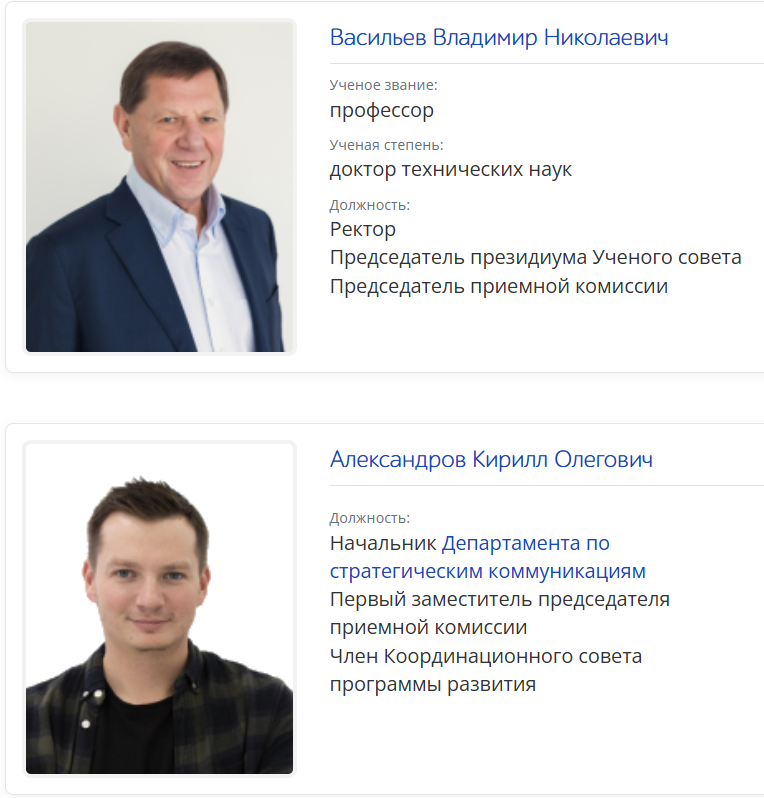 Васильев Владимир Николаевич
Ученое звание:
профессор
Ученая степень:
доктор технических наук
Должность:
Ректор
Председатель президиума Ученого совета
Председатель приемной комиссии
Александров Кирилл Олегович
Должность:
Начальник Департамента по
стратегическим коммуникациям
Первый заместитель председателя
приемной комиссии
Член Координационного совета
программы развития